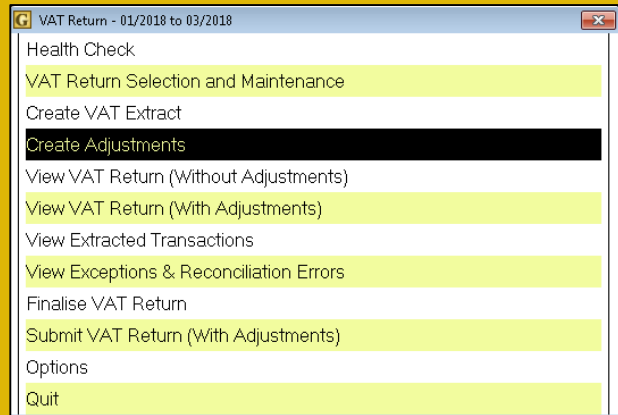 G VAT Return - 01/2018 to 03/2018
Health Check
VAT Return Selection and Maintenance
Create VAT Extract
Create Adjustments
View VAT Return (Without Adjustments)
View VAT Return (With Adjustments)
View Extracted Transactions
View Exceptions & Reconciliation Errors
Finalise VAT Return
Submit VAT Return (With Adjustments)
Options
Quit